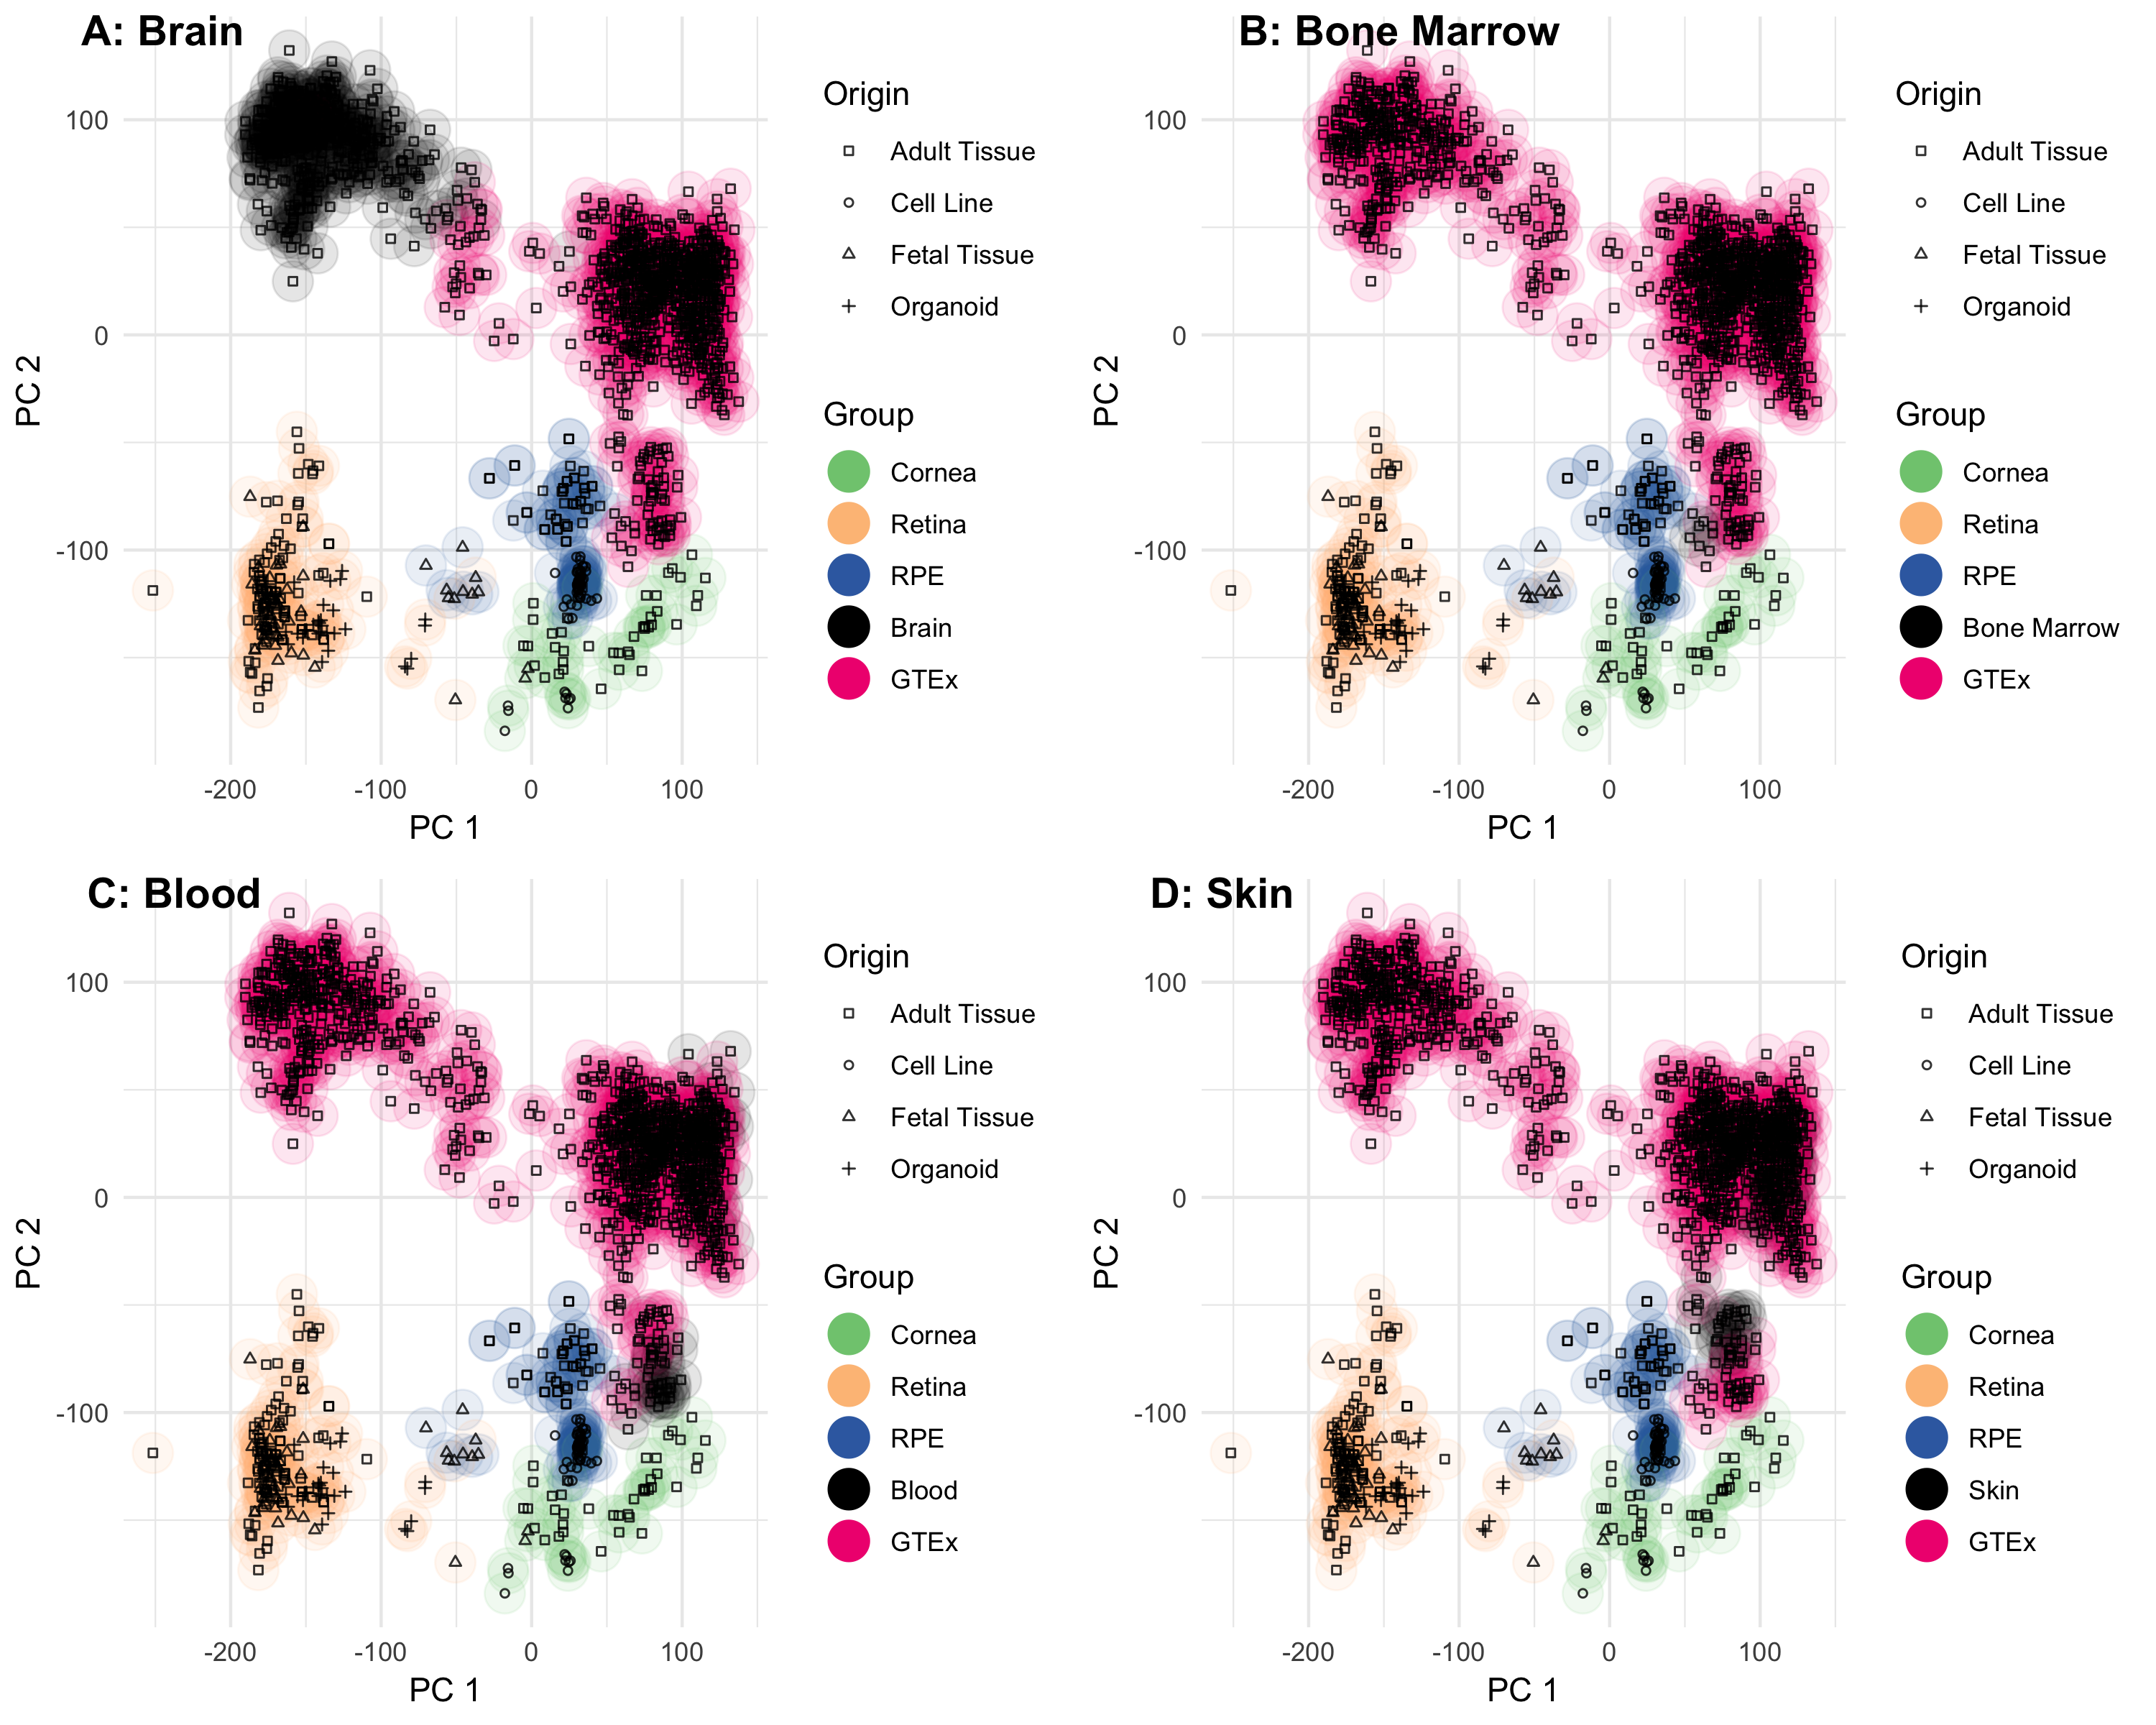 A: Brain
100
0
-100
PC 2
-200
-100
0
100
PC 1
Origin
Adult Tissue
Cell Line
Fetal Tissue
Organoid
Group
Cornea
Retina
RPE
Brain
GTEx
B: Bone Marrow
100
0
-100
PC 2
-200
-100
0
100
PC 1
Origin
Adult Tissue
Cell Line
Fetal Tissue
Organoid
Group
Cornea
Retina
RPE
Bone Marrow
GTEx
C: Blood
100
0
-100
PC 2
-200
-100
0
100
PC 1
Origin
Adult Tissue
Cell Line
Fetal Tissue
Organoid
Group
Cornea
Retina
RPE
Blood
GTEx
D: Skin
100
0
-100
PC 2
-200
-100
0
100
PC 1
Origin
Adult Tissue
Cell Line
Fetal Tissue
Organoid
Group
Cornea
Retina
RPE
Skin
GTEx